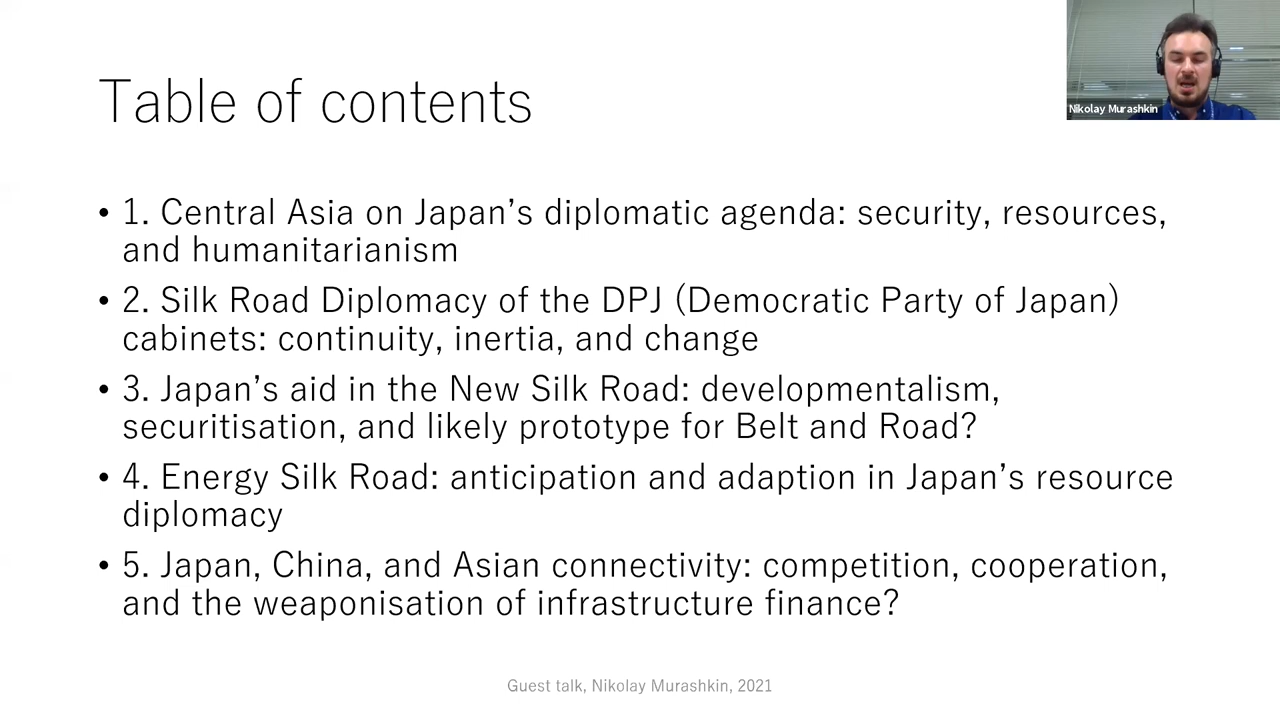 Table of contents
Nikolay Murashkin
• 1. Central Asia on Japan’s diplomatic agenda: security, resources,
and humanitarianism
• 2. Silk Road Diplomacy of the DPJ (Democratic Party of Japan)
cabinets: continuity, inertia, and change
• 3. Japan’s aid in the New Silk Road: developmentalism,
securitisation, and likely prototype for Belt and Road?
• 4. Energy Silk Road: anticipation and adaption in Japan’s resource
diplomacy
• 5. Japan, China, and Asian connectivity: competition, cooperation,
and the weaponisation of infrastructure finance?
Guest talk, Nikolay Murashkin, 2021